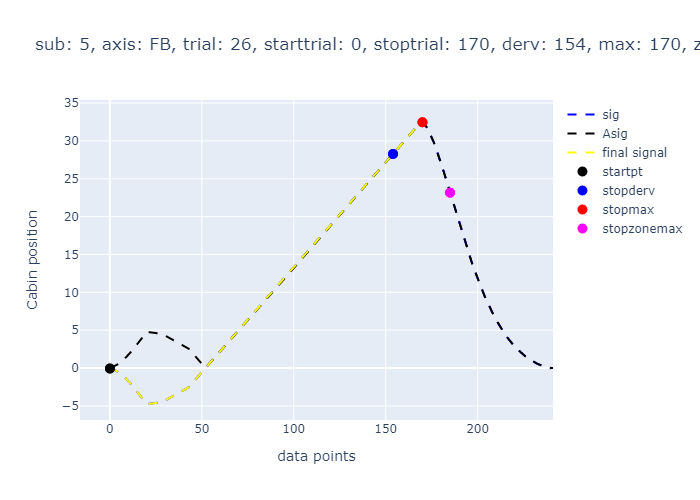 sub: 5, axis: FB, trial: 26, starttrial: 0, stoptrial: 170, derv: 154, max: 170, z
35
30
25
20
15
10
5
0
−5
Cabin position
0
50
100
150
200
data points
sig
Asig
final signal
startpt
stopderv
stopmax
stopzonemax